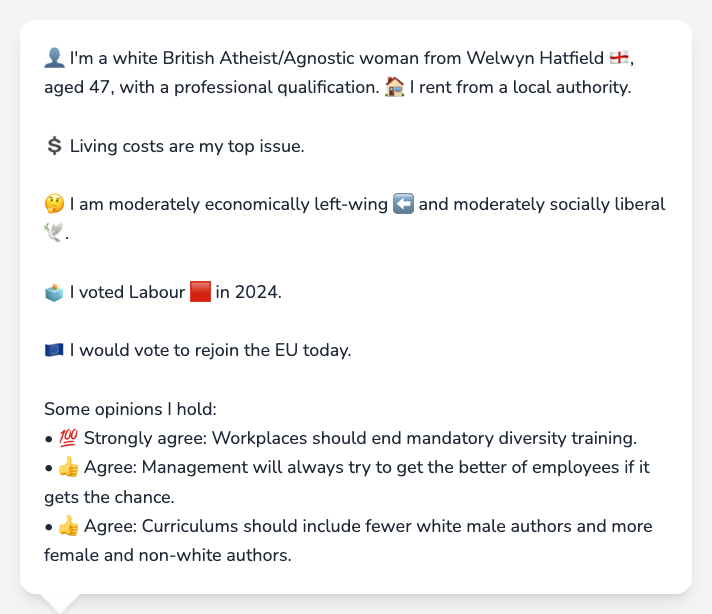 👤 I'm a white British Atheist/Agnostic woman from Welwyn Hatfield 🏴󠁧󠁢󠁥󠁮󠁧󠁿,
aged 47, with a professional qualification. 🏠 I rent from a local authority.
💲 Living costs are my top issue.
🤔 I am moderately economically left-wing ⬅️ and moderately socially liberal
🕊️.
🗳️ I voted Labour 🟥 in 2024.
🇪🇺 I would vote to rejoin the EU today.
Some opinions I hold:
• 💯 Strongly agree: Workplaces should end mandatory diversity training.
• 👍 Agree: Management will always try to get the better of employees if it
gets the chance.
• 👍 Agree: Curriculums should include fewer white male authors and more
female and non-white authors.